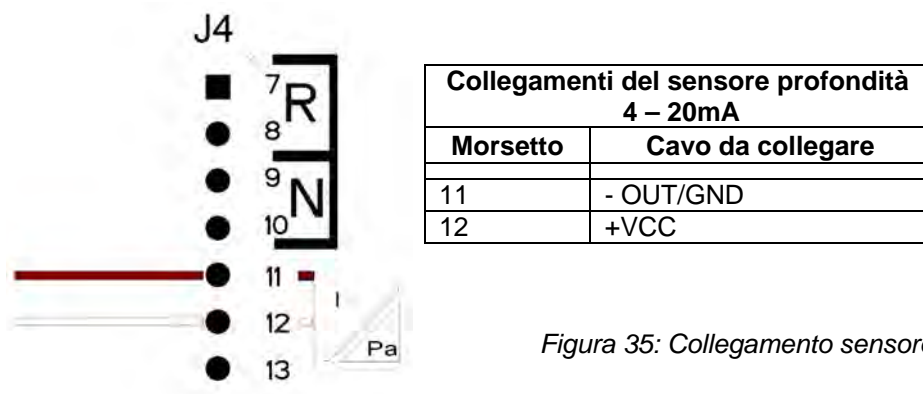 J4
7
R
8
9
N
10
11
I
12
Pa
13
Collegamenti del sensore profondità
4 – 20mA
Morsetto Cavo da collegare
11 - OUT/GND
12 +VCC
Figura 35: Collegamento sensore